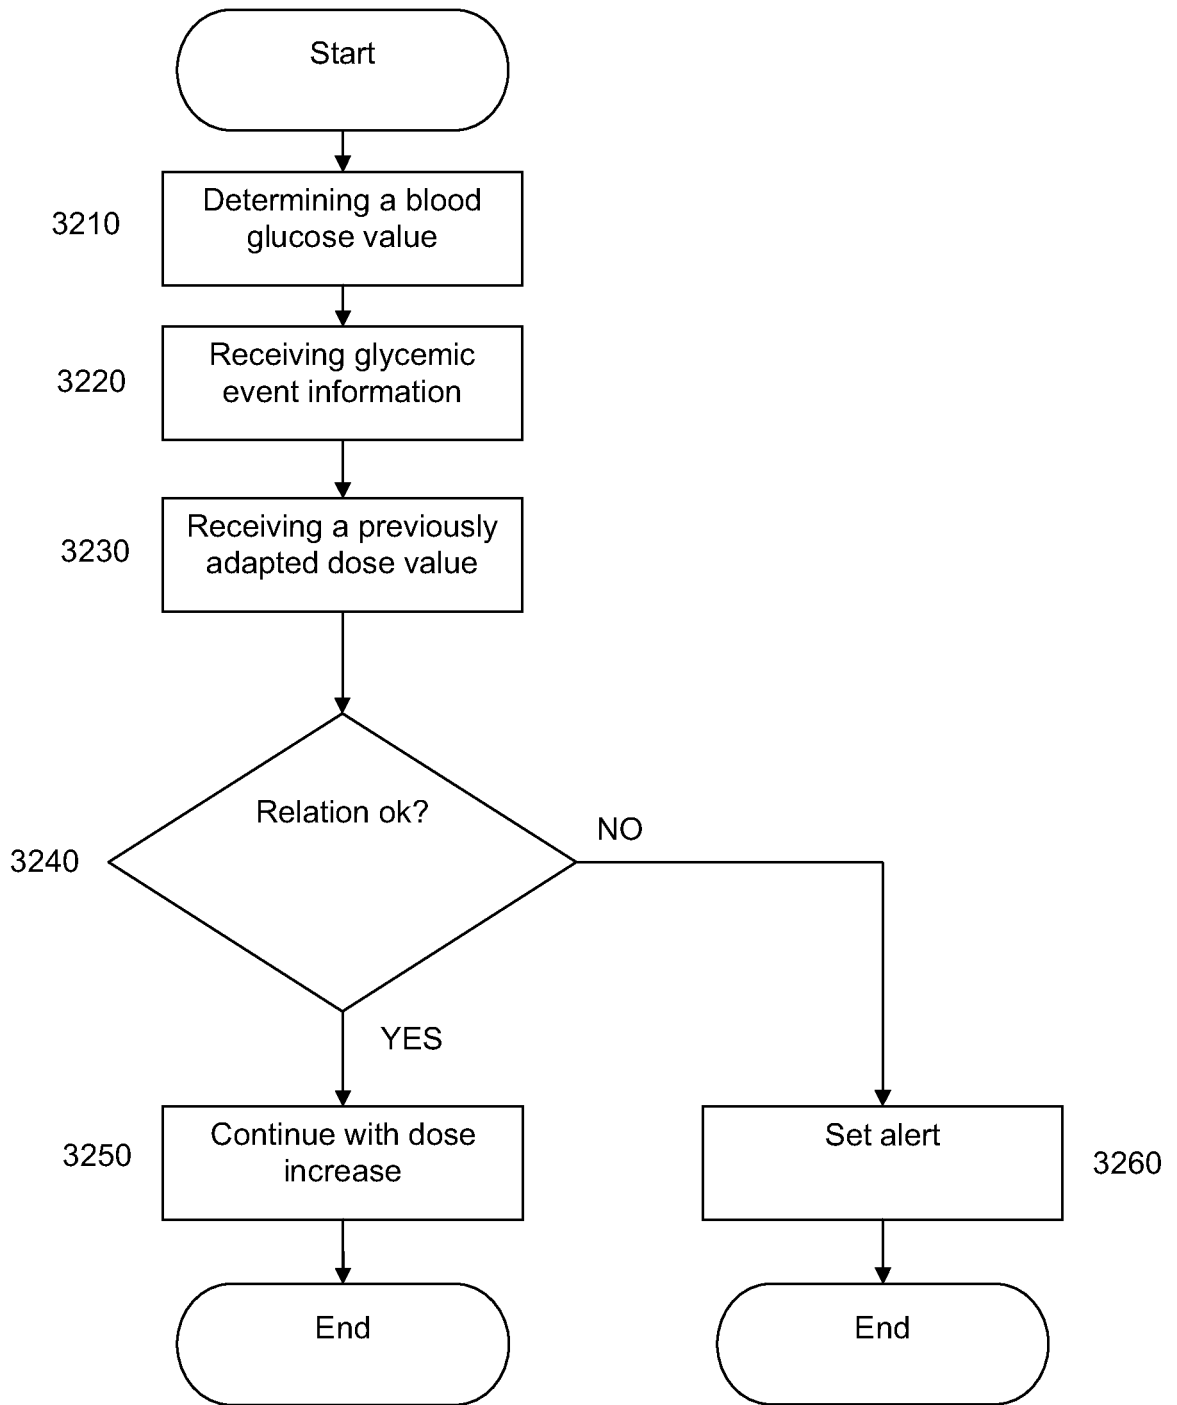 Start
3210
Determining a blood
glucose value
3220
Receiving glycemic
event information
3230
Receiving a previously
adapted dose value
3240
Relation ok?
NO
YES
3250
Continue with dose
increase
Set alert
3260
End
End